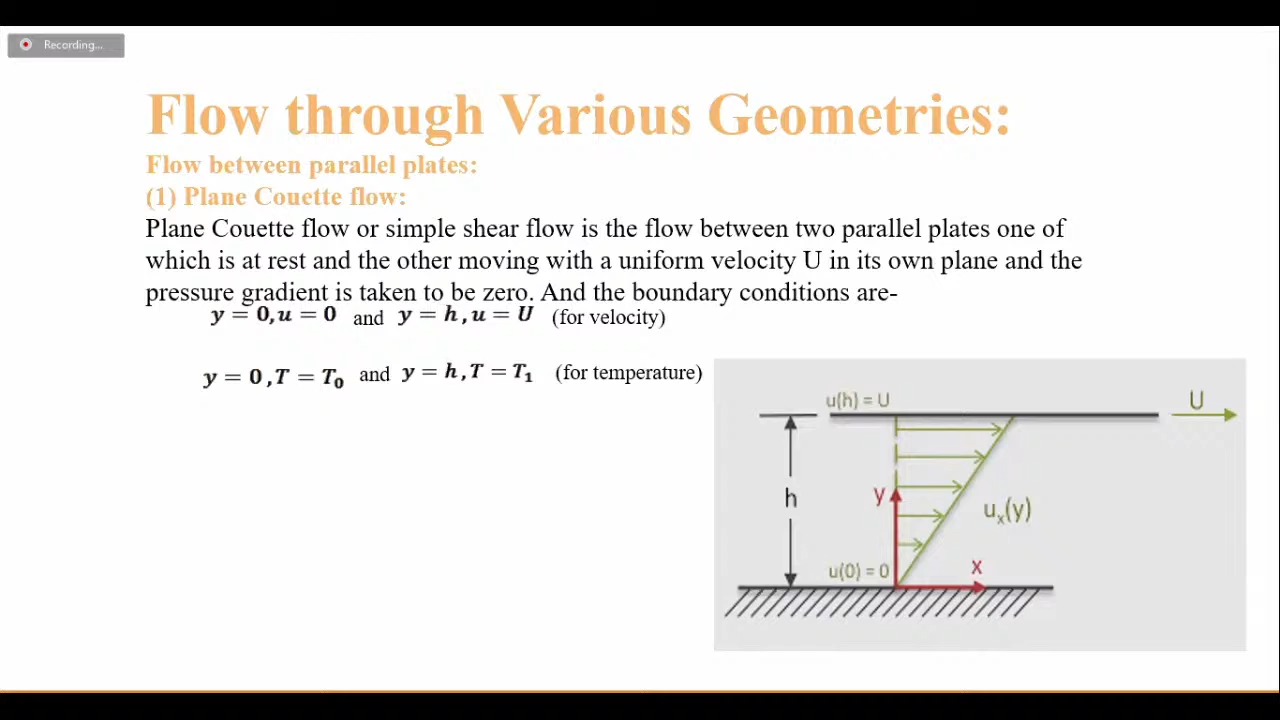 Recording...
Flow through Various Geometries:
Flow between parallel plates:
(1) Plane Couette flow:
Plane Couette flow or simple shear flow is the flow between two parallel plates one of
which is at rest and the other moving with a uniform velocity U in its own plane and the
pressure gradient is taken to be zero. And the boundary conditions are-
y = 0, u = 0 and y = h, u = U (for velocity)
y = 0, T = T₀ and y = h, T = T₁ (for temperature)
u(h) = U
U
h
y
uₓ(y)
u(0) = 0
x